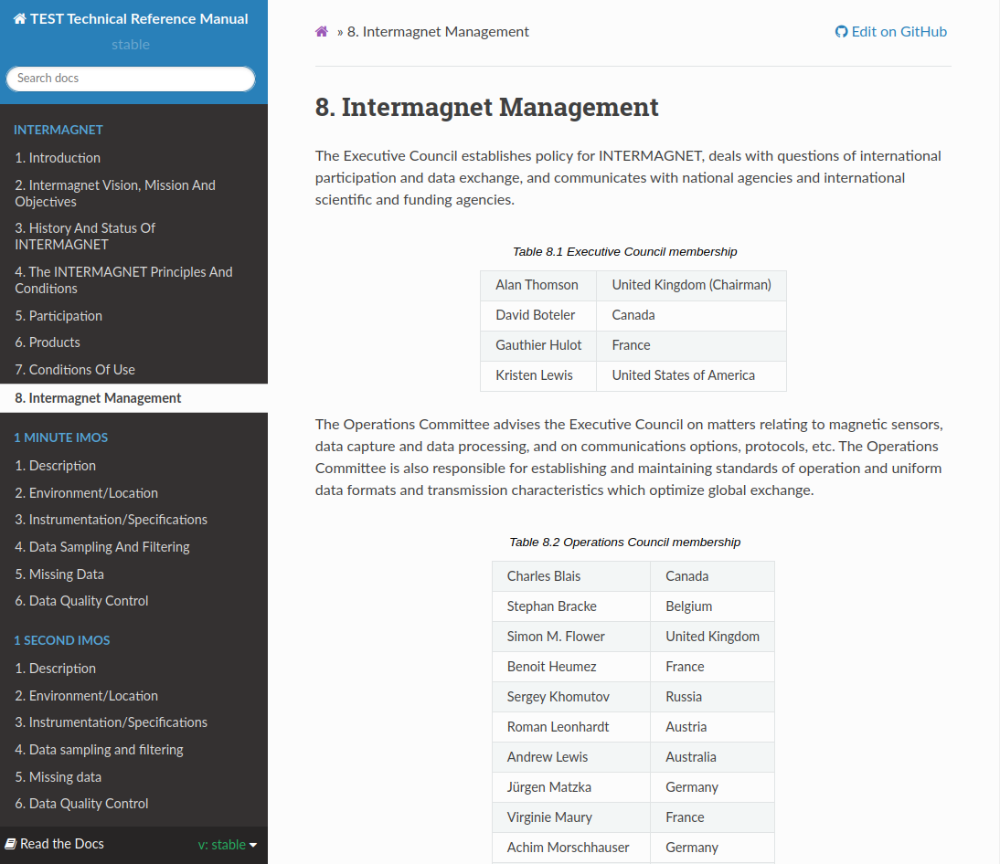 TEST Technical Reference Manual
stable
Search docs
INTERMAGNET
1. Introduction
2. Intermagnet Vision, Mission And
Objectives
3. History And Status Of
INTERMAGNET
4. The INTERMAGNET Principles And
Conditions
5. Participation
6. Products
7. Conditions Of Use
8. Intermagnet Management
1 MINUTE IMOS
1. Description
2. Environment/Location
3. Instrumentation/Specifications
4. Data Sampling And Filtering
5. Missing Data
6. Data Quality Control
1 SECOND IMOS
1. Description
2. Environment/Location
3. Instrumentation/Specifications
4. Data sampling and filtering
5. Missing data
6. Data Quality Control
Read the Docs v: stable
» 8. Intermagnet Management Edit on GitHub
8. Intermagnet Management
The Executive Council establishes policy for INTERMAGNET, deals with questions of international
participation and data exchange, and communicates with national agencies and international
scientific and funding agencies.
Table 8.1 Executive Council membership
Alan Thomson United Kingdom (Chairman)
David Boteler Canada
Gauthier Hulot France
Kristen Lewis United States of America
The Operations Committee advises the Executive Council on matters relating to magnetic sensors,
data capture and data processing, and on communications options, protocols, etc. The Operations
Committee is also responsible for establishing and maintaining standards of operation and uniform
data formats and transmission characteristics which optimize global exchange.
Table 8.2 Operations Council membership
Charles Blais Canada
Stephan Bracke Belgium
Simon M. Flower United Kingdom
Benoit Heumez France
Sergey Khomutov Russia
Roman Leonhardt Austria
Andrew Lewis Australia
Jürgen Matzka Germany
Virginie Maury France
Achim Morschhauser Germany